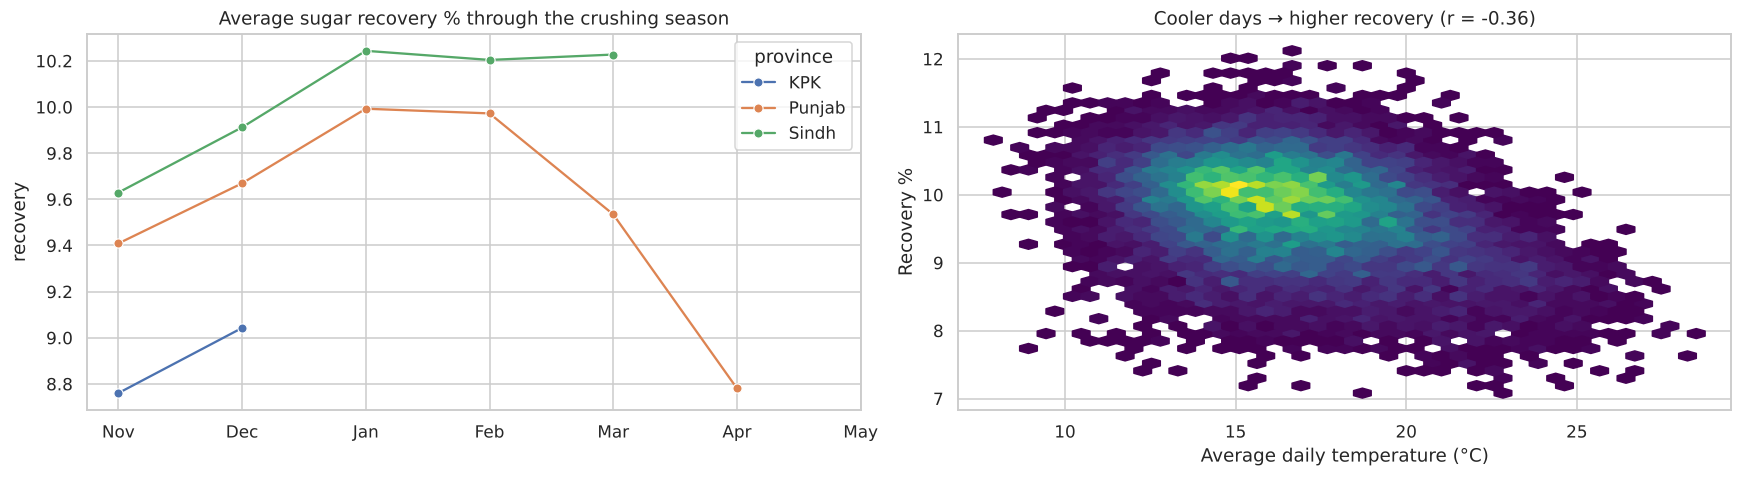 Average sugar recovery % through the crushing season
recovery
10.2
10.0
9.8
9.6
9.4
9.2
9.0
8.8
Nov Dec Jan Feb Mar Apr May
province
KPK
Punjab
Sindh
Cooler days → higher recovery (r = -0.36)
Recovery %
12
11
10
9
8
7
10 15 20 25
Average daily temperature (°C)